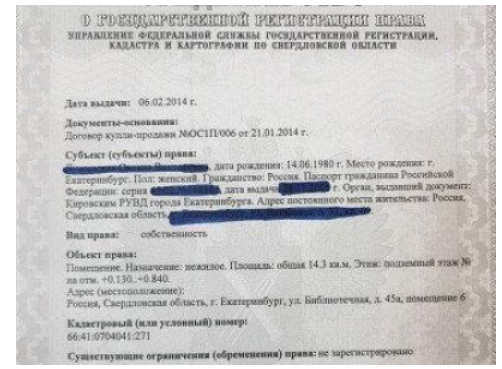 О ГОСУДАРСТВЕННОЙ РЕГИСТРАЦИИ ПРАВА
УПРАВЛЕНИЕ ФЕДЕРАЛЬНОЙ СЛУЖБЫ ГОСУДАРСТВЕННОЙ РЕГИСТРАЦИИ,
КАДАСТРА И КАРТОГРАФИИ ПО СВЕРДЛОВСКОЙ ОБЛАСТИ
Дата выдачи: 06.02.2014 г.
Документы-основания:
Договор купли-продажи №ОС1П/006 от 21.01.2014 г.
Субъект (субъекты) права:
дата рождения: 14.06.1980 г. Место рождения: г.
Екатеринбург. Пол: женский. Гражданство: Россия. Паспорт гражданина Российской
Федерации: серия дата выдачи г. Орган, выдавший документ:
Кировским РУВД города Екатеринбурга. Адрес постоянного места жительства: Россия,
Свердловская область,
Вид права: собственность
Объект права:
Помещение. Назначение: нежилое. Площадь: общая 14.3 кв.м. Этаж: подземный этаж №
на отм. +0.130..+0.840.
Адрес (местоположение):
Россия, Свердловская область, г. Екатеринбург, ул. Библиотечная, д. 45а, помещение 6
Кадастровый (или условный) номер:
66:41:0704041:271
Существующие ограничения (обременения) права: не зарегистрировано